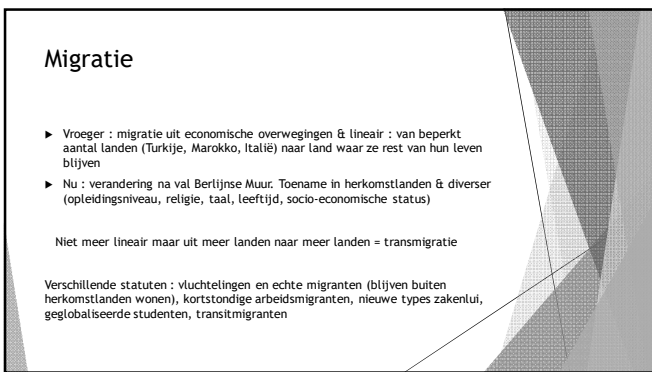 Migratie
▶ Vroeger : migratie uit economische overwegingen & lineair : van beperkt
aantal landen (Turkije, Marokko, Italië) naar land waar ze rest van hun leven
blijven
▶ Nu : verandering na val Berlijnse Muur. Toename in herkomstlanden & diverser
(opleidingsniveau, religie, taal, leeftijd, socio-economische status)
Niet meer lineair maar uit meer landen naar meer landen = transmigratie
Verschillende statuten : vluchtelingen en echte migranten (blijven buiten
herkomstlanden wonen), kortstondige arbeidsmigranten, nieuwe types zakenlui,
geglobaliseerde studenten, transitmigranten